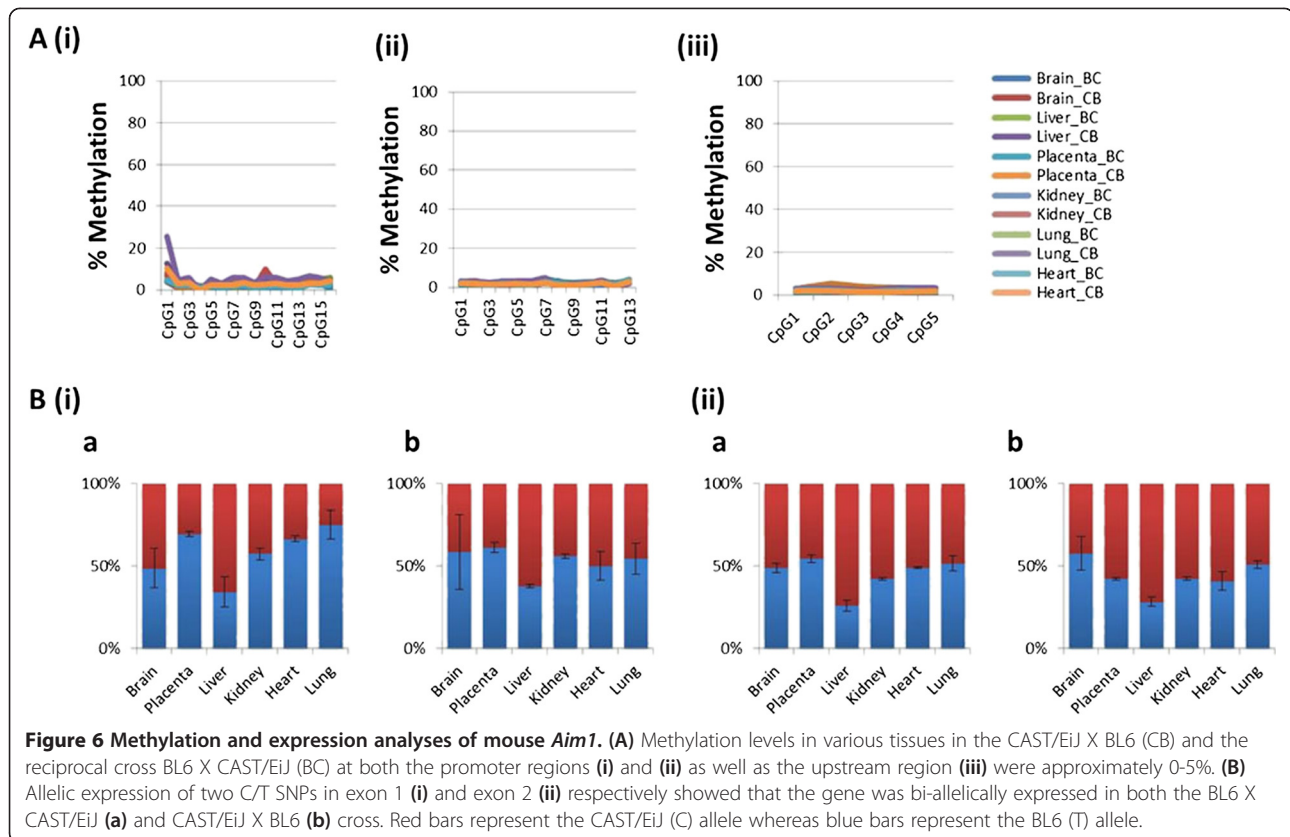 A (i)
(ii)
(iii)
% Methylation
100
80
60
40
20
0
CpG1
CpG3
CpG5
CpG7
CpG9
CpG11
CpG13
CpG15
% Methylation
100
80
60
40
20
0
CpG1
CpG3
CpG5
CpG7
CpG9
CpG11
CpG13
% Methylation
100
80
60
40
20
0
CpG1
CpG2
CpG3
CpG4
CpG5
Brain_BC
Brain_CB
Liver_BC
Liver_CB
Placenta_BC
Placenta_CB
Kidney_BC
Kidney_CB
Lung_BC
Lung_CB
Heart_BC
Heart_CB
B (i)
(ii)
a
b
a
b
100%
50%
0%
Brain
Placenta
Liver
Kidney
Heart
Lung
100%
50%
0%
Brain
Placenta
Liver
Kidney
Heart
Lung
100%
50%
0%
Brain
Placenta
Liver
Kidney
Heart
Lung
100%
50%
0%
Brain
Placenta
Liver
Kidney
Heart
Lung
Figure 6 Methylation and expression analyses of mouse Aim1. (A) Methylation levels in various tissues in the CAST/EiJ X BL6 (CB) and the
reciprocal cross BL6 X CAST/EiJ (BC) at both the promoter regions (i) and (ii) as well as the upstream region (iii) were approximately 0-5%. (B)
Allelic expression of two C/T SNPs in exon 1 (i) and exon 2 (ii) respectively showed that the gene was bi-allelically expressed in both the BL6 X
CAST/EiJ (a) and CAST/EiJ X BL6 (b) cross. Red bars represent the CAST/EiJ (C) allele whereas blue bars represent the BL6 (T) allele.